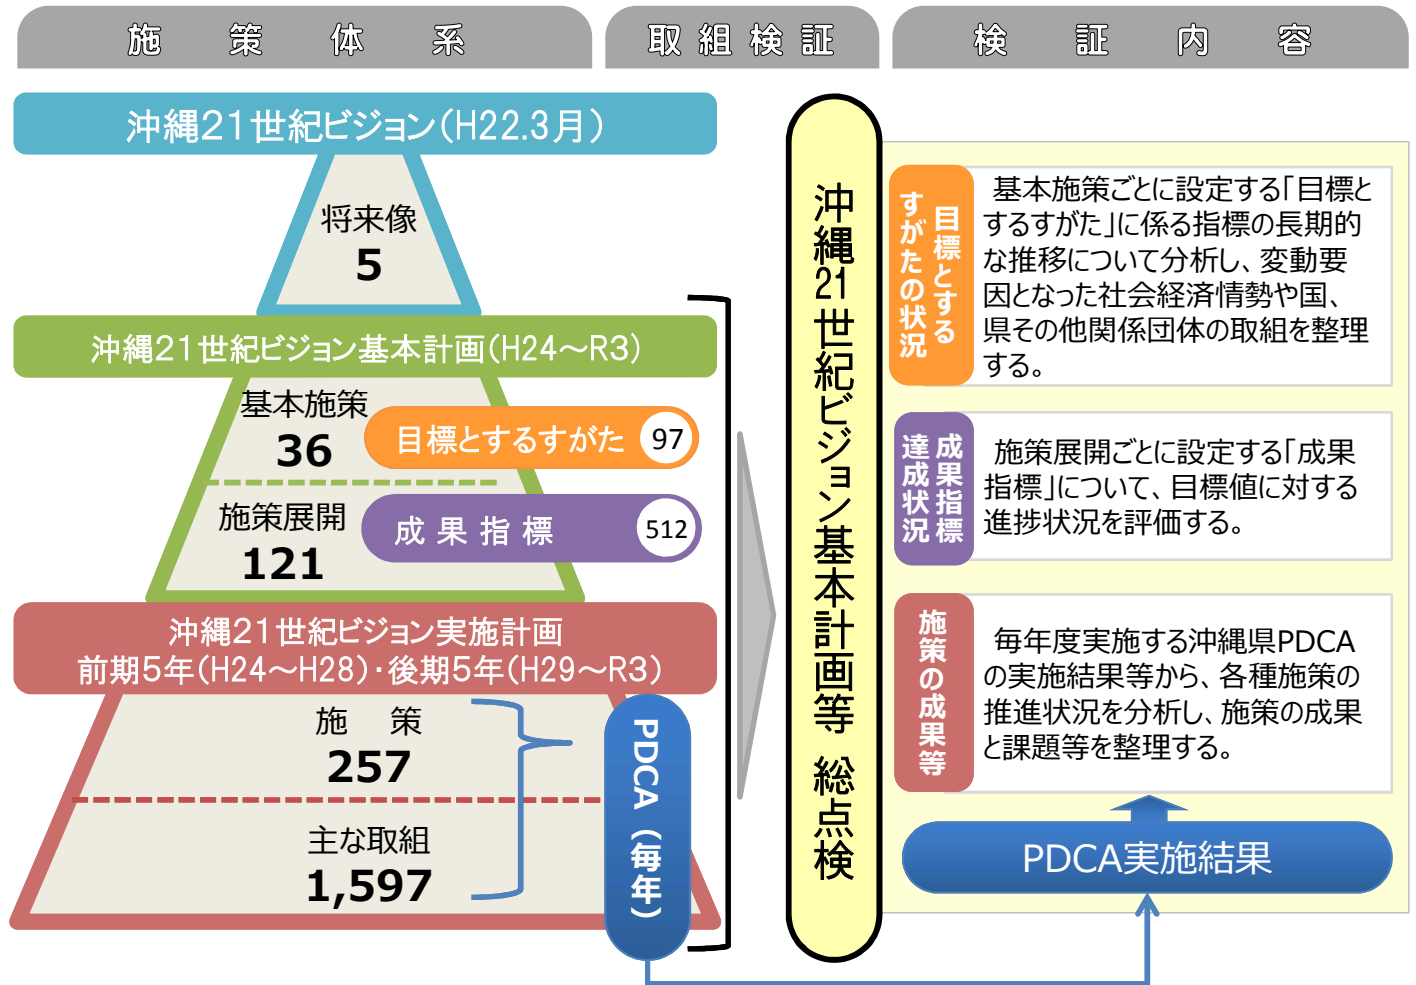 施策体系
取組検証
検証内容
沖縄21世紀ビジョン(H22.3月)
将来像
5
沖縄21世紀ビジョン基本計画(H24～R3)
基本施策
36
目標とするすがた 97
施策展開
121
成果指標 512
沖縄21世紀ビジョン実施計画
前期5年(H24～H28)・後期5年(H29～R3)
施 策
257
主な取組
1,597
PDCA(毎年)
沖縄21世紀ビジョン基本計画等 総点検
目標とする
すがたの状況
基本施策ごとに設定する「目標と
するすがた」に係る指標の長期的
な推移について分析し、変動要
因となった社会経済情勢や国、
県その他関係団体の取組を整理
する。
成果指標
達成状況
施策展開ごとに設定する「成果
指標」について、目標値に対する
進捗状況を評価する。
施策の成果等
毎年度実施する沖縄県PDCA
の実施結果等から、各種施策の
推進状況を分析し、施策の成果
と課題等を整理する。
PDCA実施結果